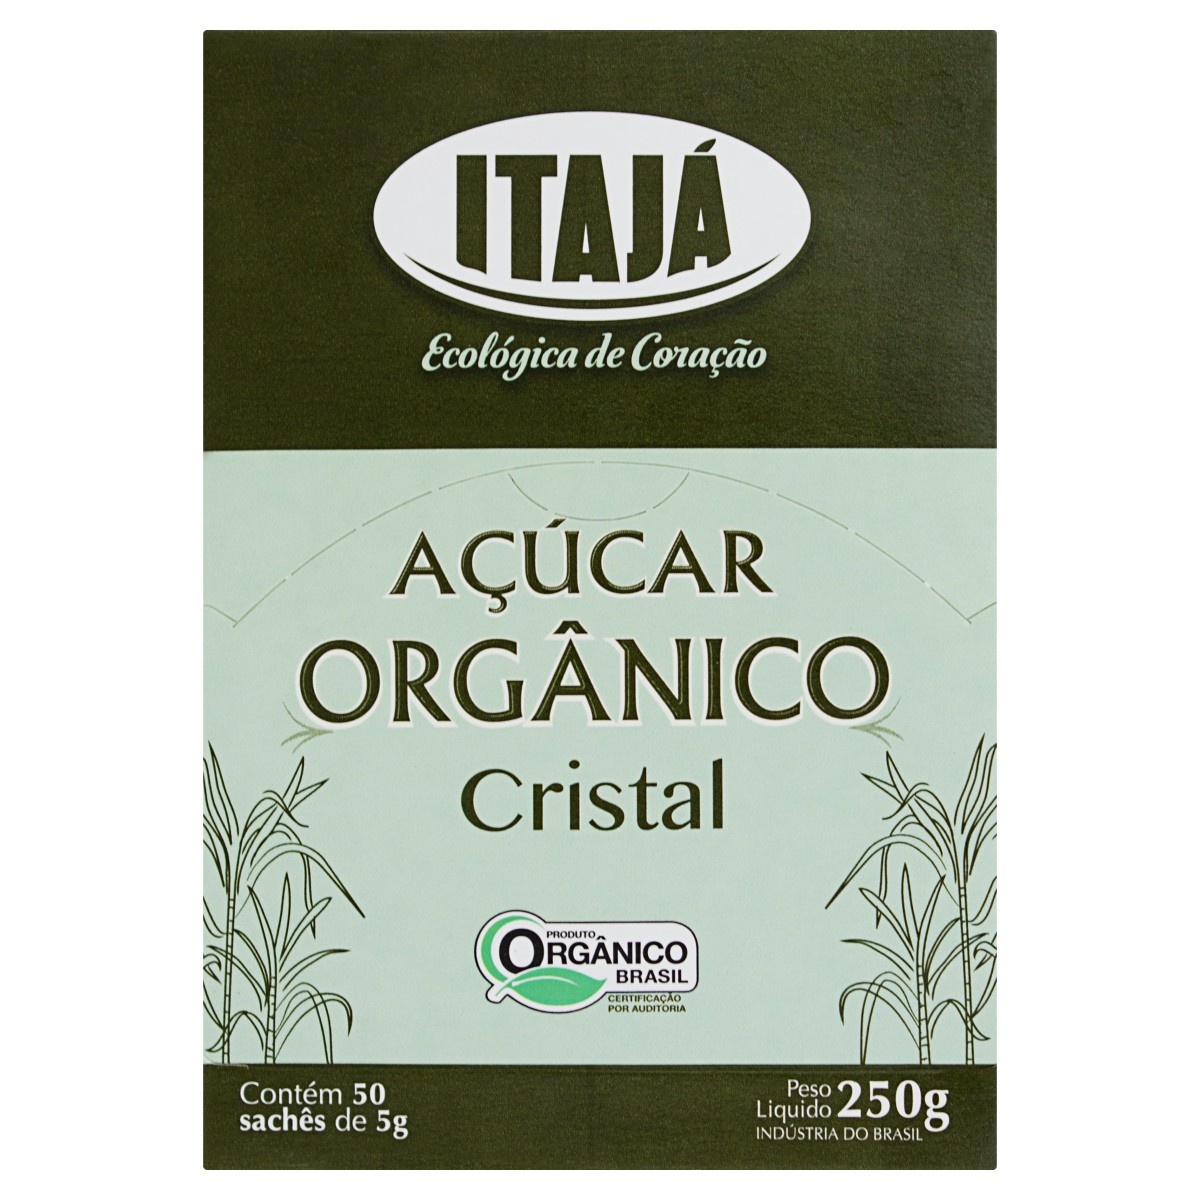 ITAJÁ
Ecológica de Coração
AÇÚCAR
ORGÂNICO
Cristal
PRODUTO
ORGÂNICO
BRASIL
CERTIFICAÇÃO
POR AUDITORIA
Contém 50
sachês de 5g
Peso
Liquido 250g
INDÚSTRIA DO BRASIL